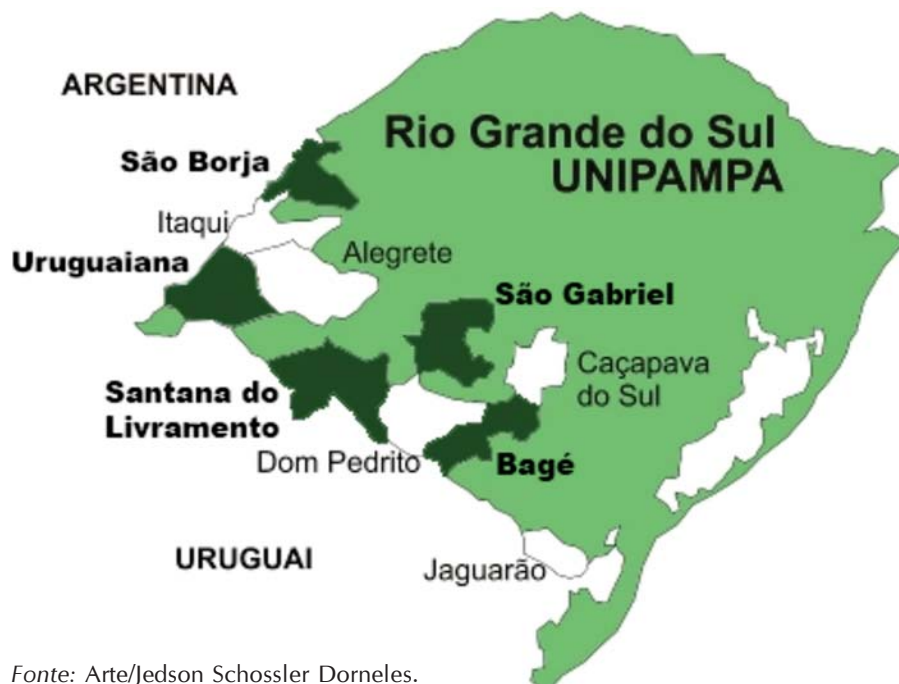 ARGENTINA
Rio Grande do Sul
UNIPAMPA
São Borja
Itaqui
Alegrete
Uruguaiana
São Gabriel
Caçapava
do Sul
Santana do
Livramento
Dom Pedrito
Bagé
URUGUAI
Jaguarão
Fonte: Arte/Jedson Schossler Dorneles.